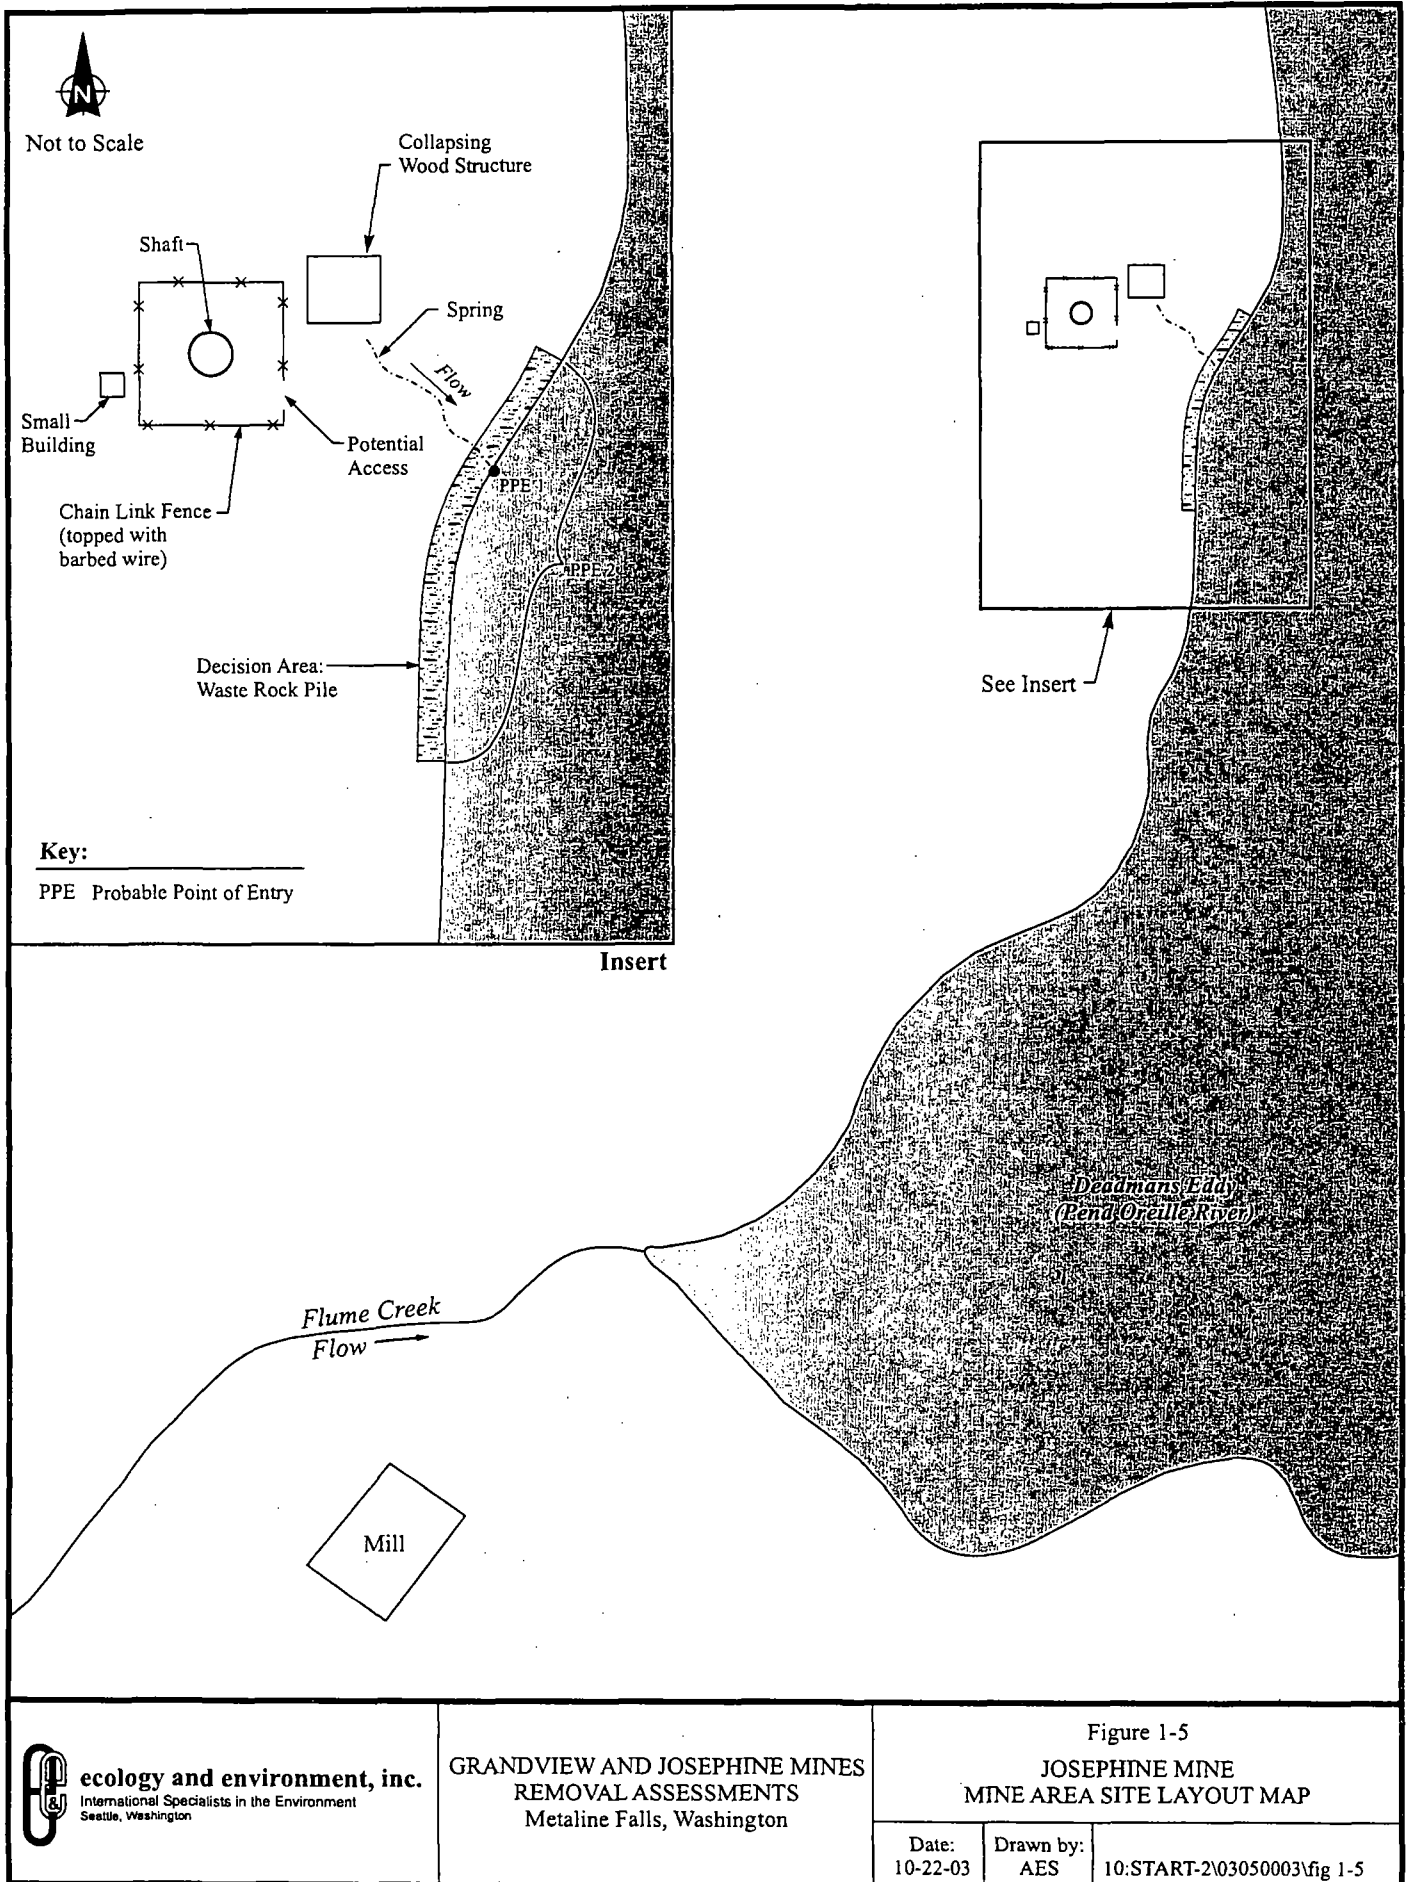 N
Not to Scale
Collapsing
Wood Structure
Shaft
Spring
Flow
Small
Building
Potential
Access
PPE 1
Chain Link Fence
(topped with
barbed wire)
PPE 2
Decision Area:
Waste Rock Pile
Key:
PPE Probable Point of Entry
Insert
See Insert
Deadmans Eddy
(Pend Oreille River)
Flume Creek
Flow
Mill
ecology and environment, inc.
International Specialists in the Environment
Seattle, Washington
GRANDVIEW AND JOSEPHINE MINES
REMOVAL ASSESSMENTS
Metaline Falls, Washington
Figure 1-5
JOSEPHINE MINE
MINE AREA SITE LAYOUT MAP
Date:
10-22-03
Drawn by:
AES
10:START-2\03050003\fig 1-5